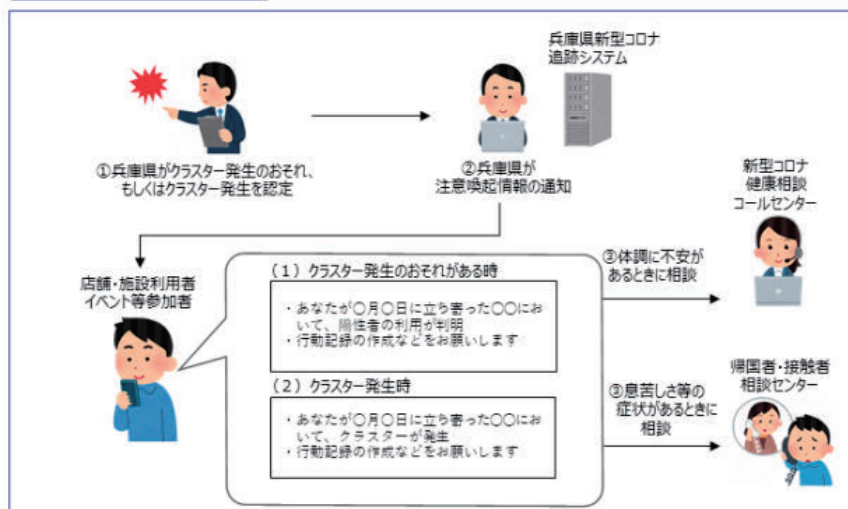 兵庫県新型コロナ
追跡システム
①兵庫県がクラスター発生のおそれ、
もしくはクラスター発生を認定
②兵庫県が
注意喚起情報の通知
新型コロナ
健康相談
コールセンター
店舗・施設利用者
イベント等参加者
（１）クラスター発生のおそれがある時
・あなたが〇月〇日に立ち寄った〇〇にお
いて、陽性者の利用が判明
・行動記録の作成などをお願いします
（２）クラスター発生時
・あなたが〇月〇日に立ち寄った〇〇にお
いて、クラスターが発生
・行動記録の作成などをお願いします
③体調に不安が
あるときに相談
帰国者・接触者
相談センター
③息苦しさ等の
症状があるときに
相談